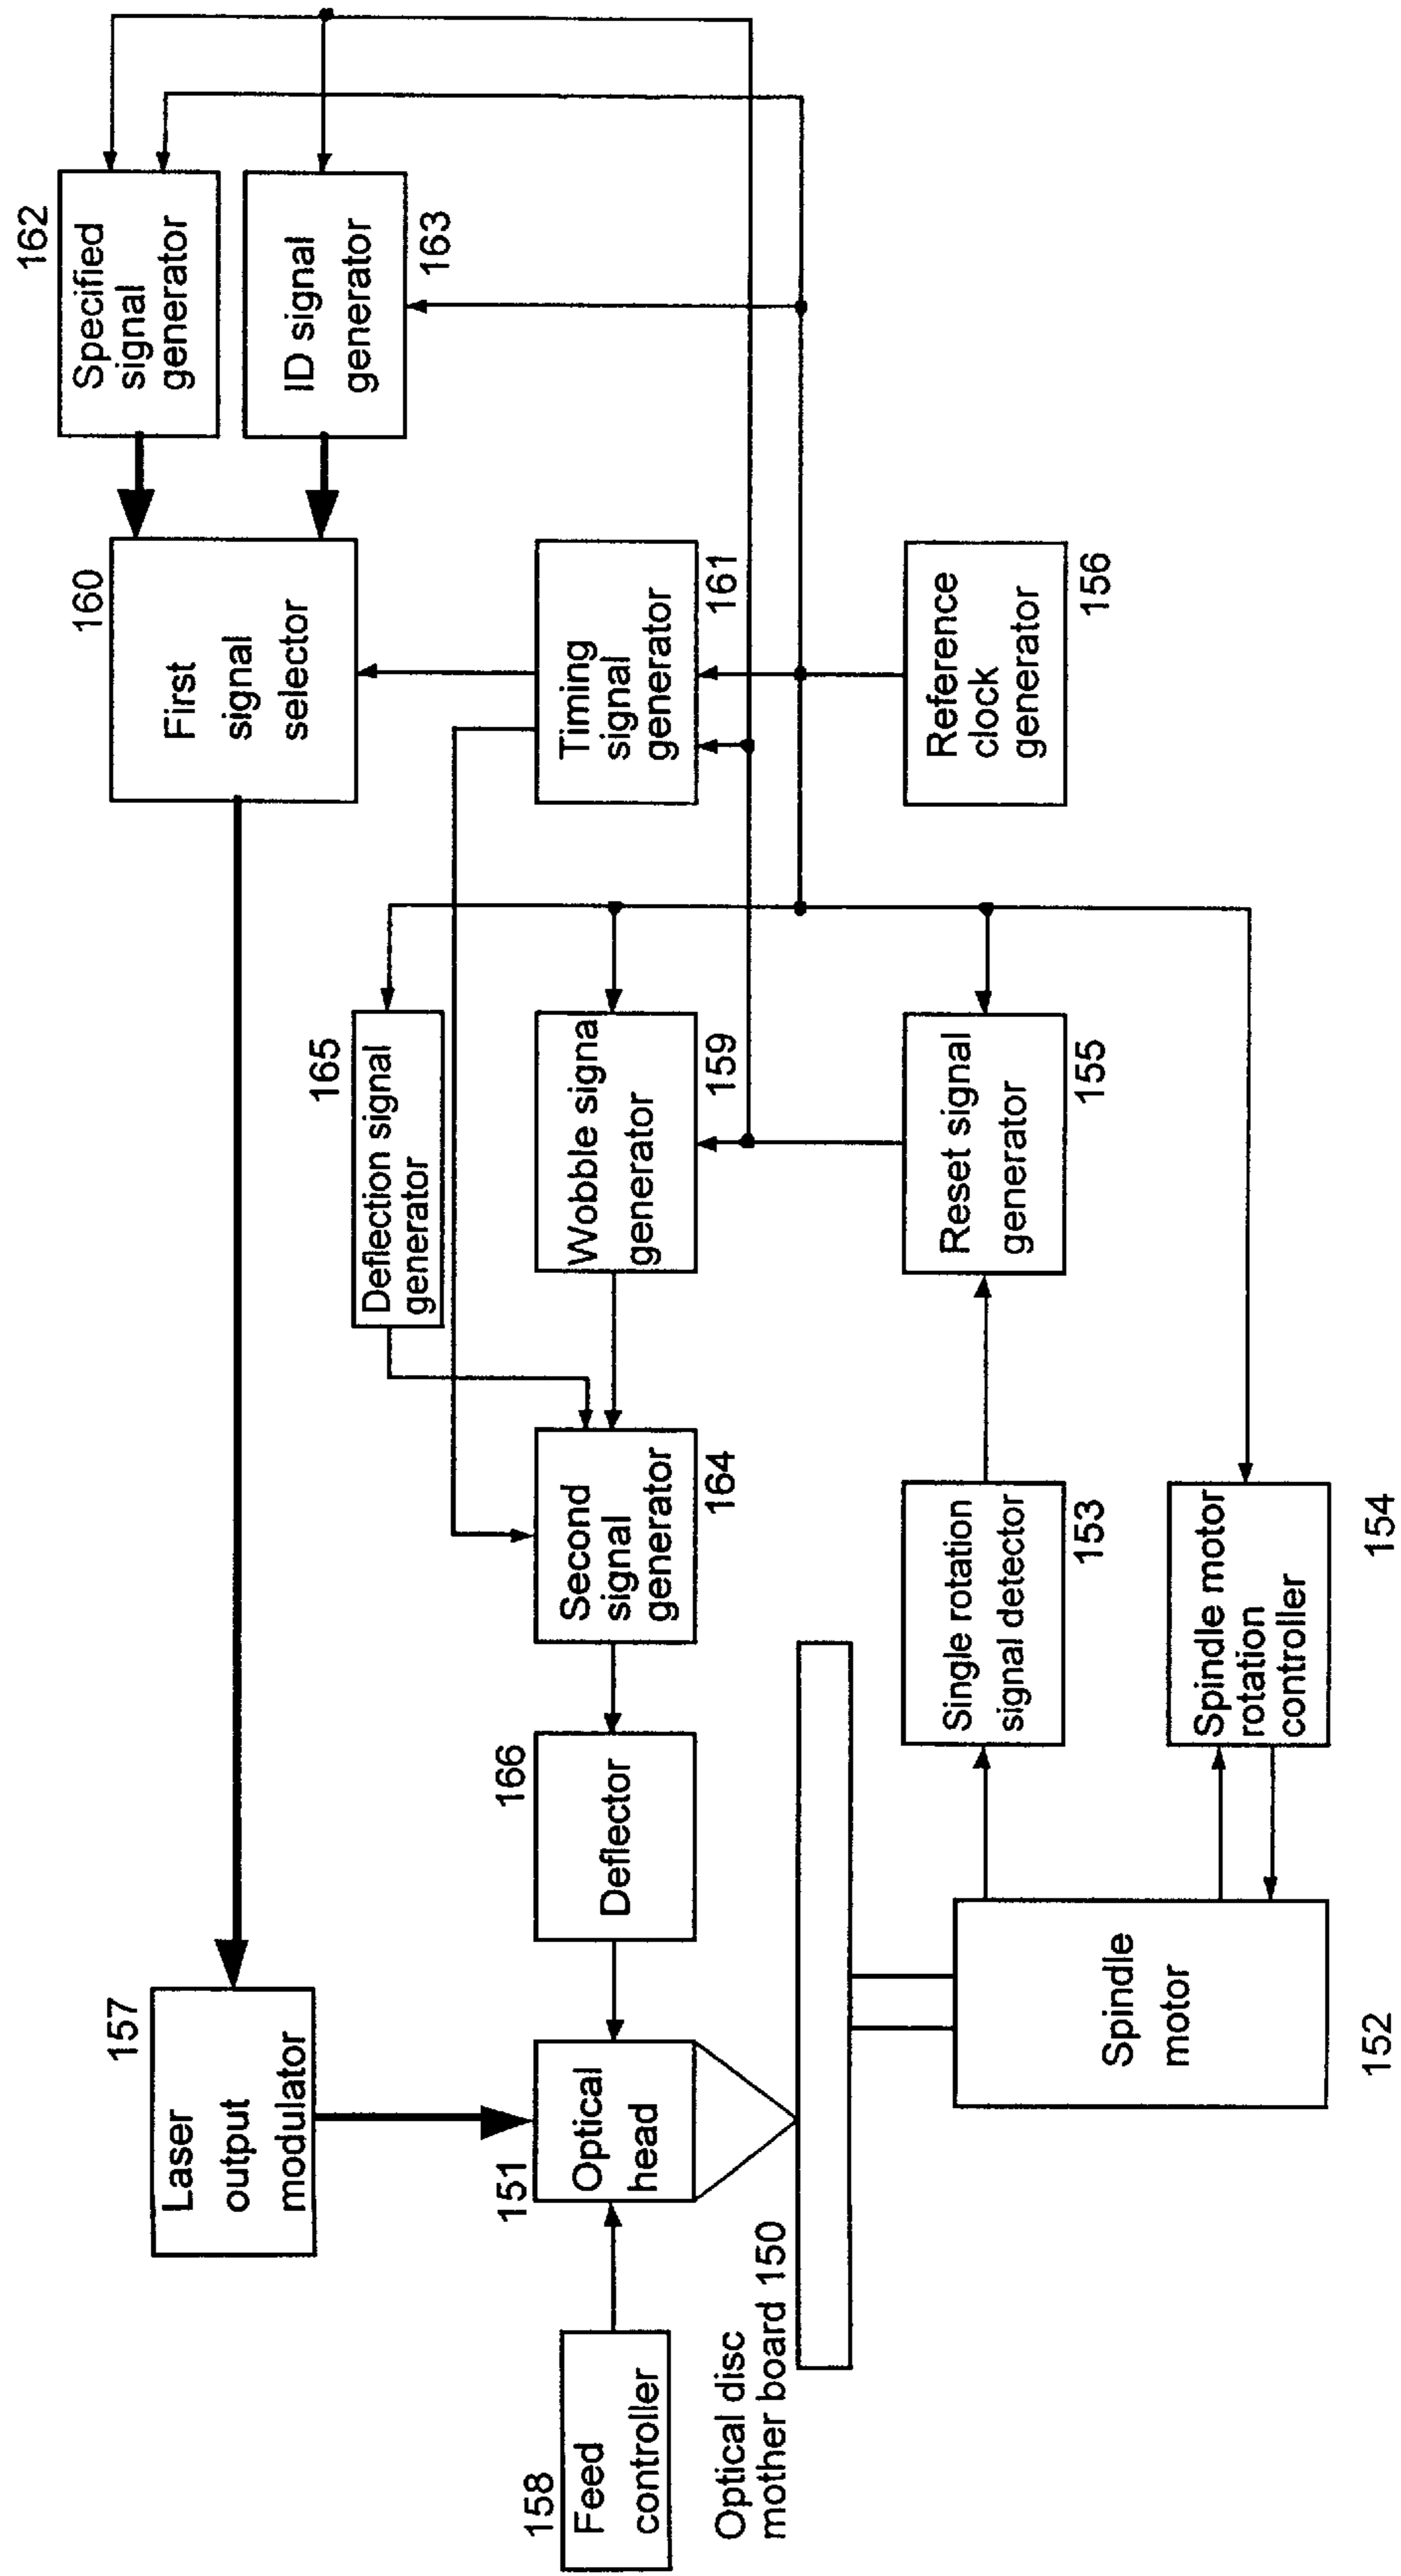 157
Laser
output
modulator
160
First
signal
selector
162
Specified
signal
generator
ID signal
generator
163
165
Deflection signal
generator
158
Feed
controller
151
Optical
head
166
Deflector
Second
signal
generator
164
Wobble signa
generator
159
Timing
signal
generator
161
Optical disc
mother board 150
Spindle
motor
152
Single rotation
signal detector
153
Spindle motor
rotation
controller
154
Reset signal
generator
155
Reference
clock
generator
156